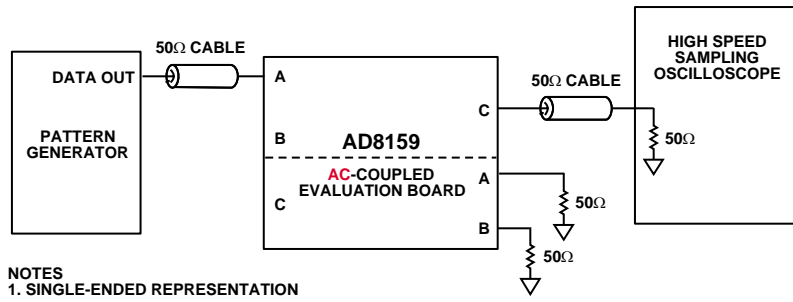 PATTERN
GENERATOR
DATA OUT
50Ω CABLE
A
B
C
AD8159
AC-COUPLED
EVALUATION BOARD
C
A
B
50Ω CABLE
50Ω
50Ω
HIGH SPEED
SAMPLING
OSCILLOSCOPE
50Ω
NOTES
1. SINGLE-ENDED REPRESENTATION